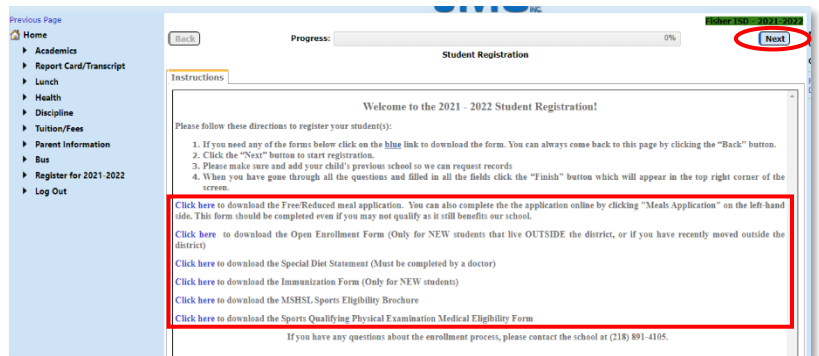 JMC INC.
Previous Page
Fisher ISD - 2021-2022
Home
Academics
Report Card/Transcript
Lunch
Health
Discipline
Tuition/Fees
Parent Information
Bus
Register for 2021-2022
Log Out
Back
Progress:
0%
Next
Student Registration
Instructions
Welcome to the 2021 - 2022 Student Registration!
Please follow these directions to register your student(s):
1. If you need any of the forms below click on the blue link to download the form. You can always come back to this page by clicking the “Back” button.
2. Click the “Next” button to start registration.
3. Please make sure and add your child's previous school so we can request records
4. When you have gone through all the questions and filled in all the fields click the “Finish” button which will appear in the top right corner of the
screen.
Click here to download the Free/Reduced meal application. You can also complete the the application online by clicking "Meals Application" on the left-hand
side. This form should be completed even if you may not qualify as it still benefits our school.
Click here to download the Open Enrollment Form (Only for NEW students that live OUTSIDE the district, or if you have recently moved outside the
district)
Click here to download the Special Diet Statement (Must be completed by a doctor)
Click here to download the Immunization Form (Only for NEW students)
Click here to download the MSHSL Sports Eligibility Brochure
Click here to download the Sports Qualifying Physical Examination Medical Eligibility Form
If you have any questions about the enrollment process, please contact the school at (218) 891-4105.